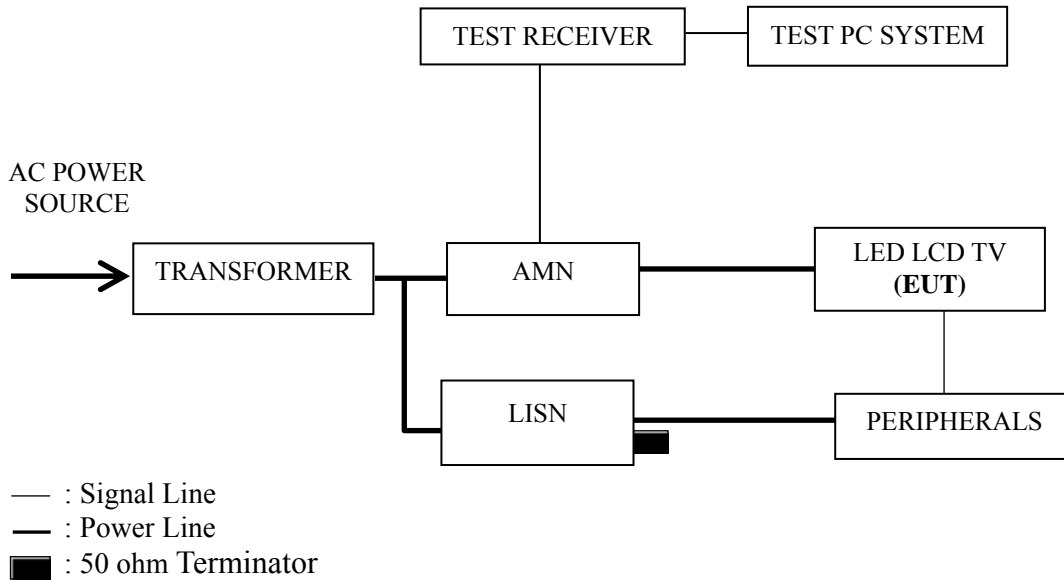 TEST RECEIVER
TEST PC SYSTEM
AC POWER
SOURCE
TRANSFORMER
AMN
LED LCD TV
(EUT)
LISN
PERIPHERALS
: Signal Line
: Power Line
: 50 ohm Terminator